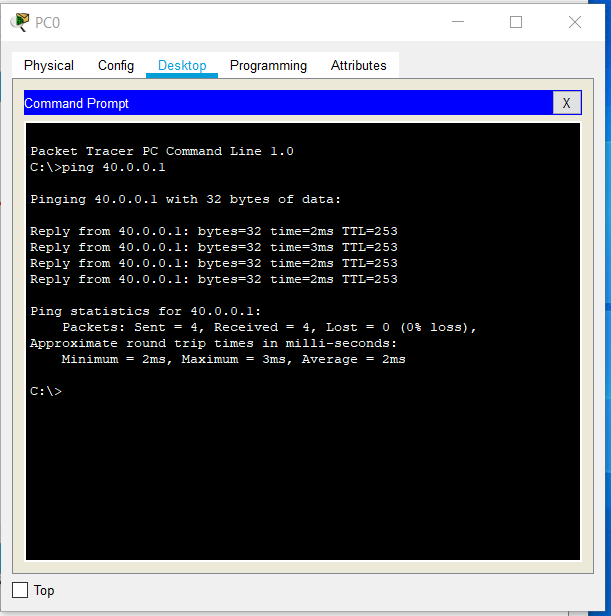 PC0
Physical Config Desktop Programming Attributes
Command Prompt X
Packet Tracer PC Command Line 1.0
C:\>ping 40.0.0.1
Pinging 40.0.0.1 with 32 bytes of data:
Reply from 40.0.0.1: bytes=32 time=2ms TTL=253
Reply from 40.0.0.1: bytes=32 time=3ms TTL=253
Reply from 40.0.0.1: bytes=32 time=2ms TTL=253
Reply from 40.0.0.1: bytes=32 time=2ms TTL=253
Ping statistics for 40.0.0.1:
    Packets: Sent = 4, Received = 4, Lost = 0 (0% loss),
Approximate round trip times in milli-seconds:
    Minimum = 2ms, Maximum = 3ms, Average = 2ms
C:\>
Top